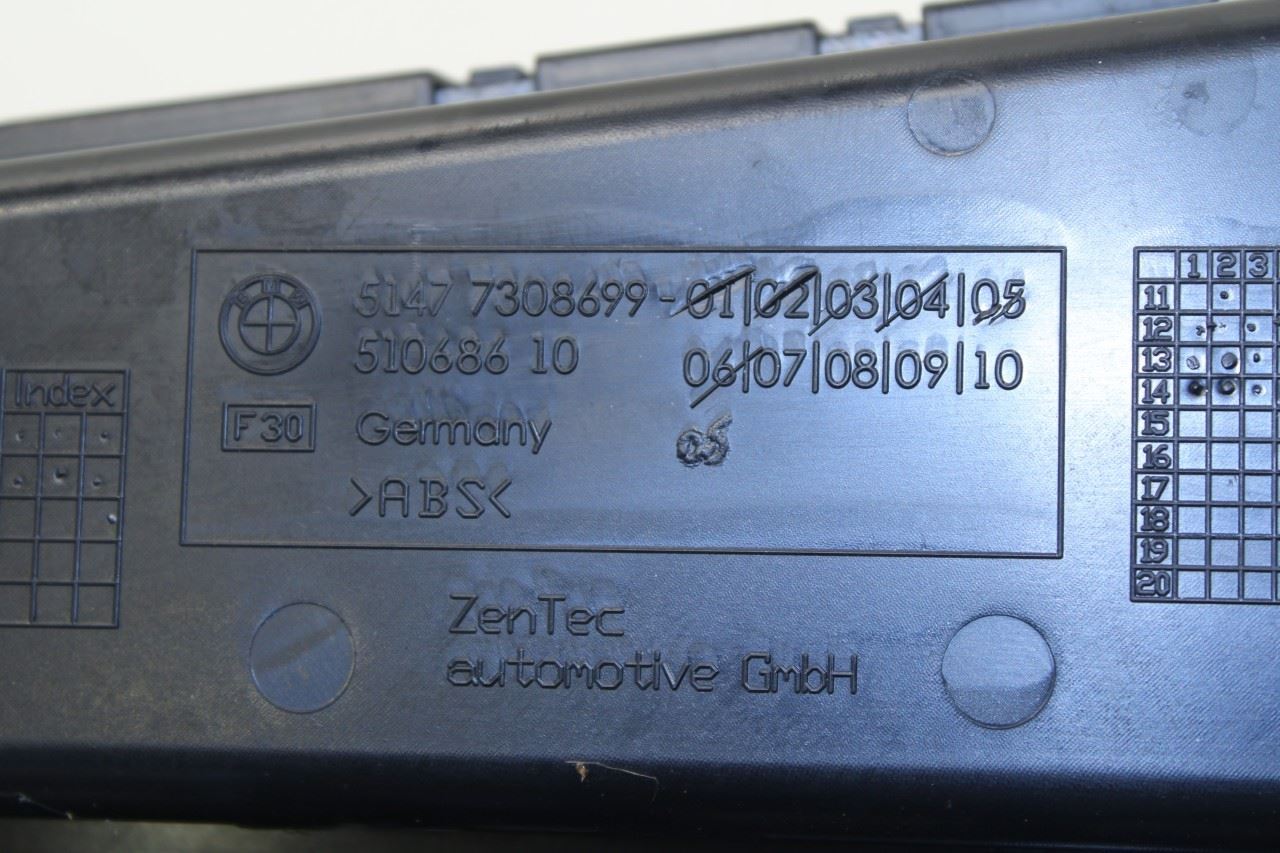 BMW
5147 7308699-01|02|03|04|05
510686 10 06|07|08|09|10
F30 Germany 05
>ABS<
ZenTec
automotive GmbH
Index
1 2 3
11
12
13
14
15
16
17
18
19
20